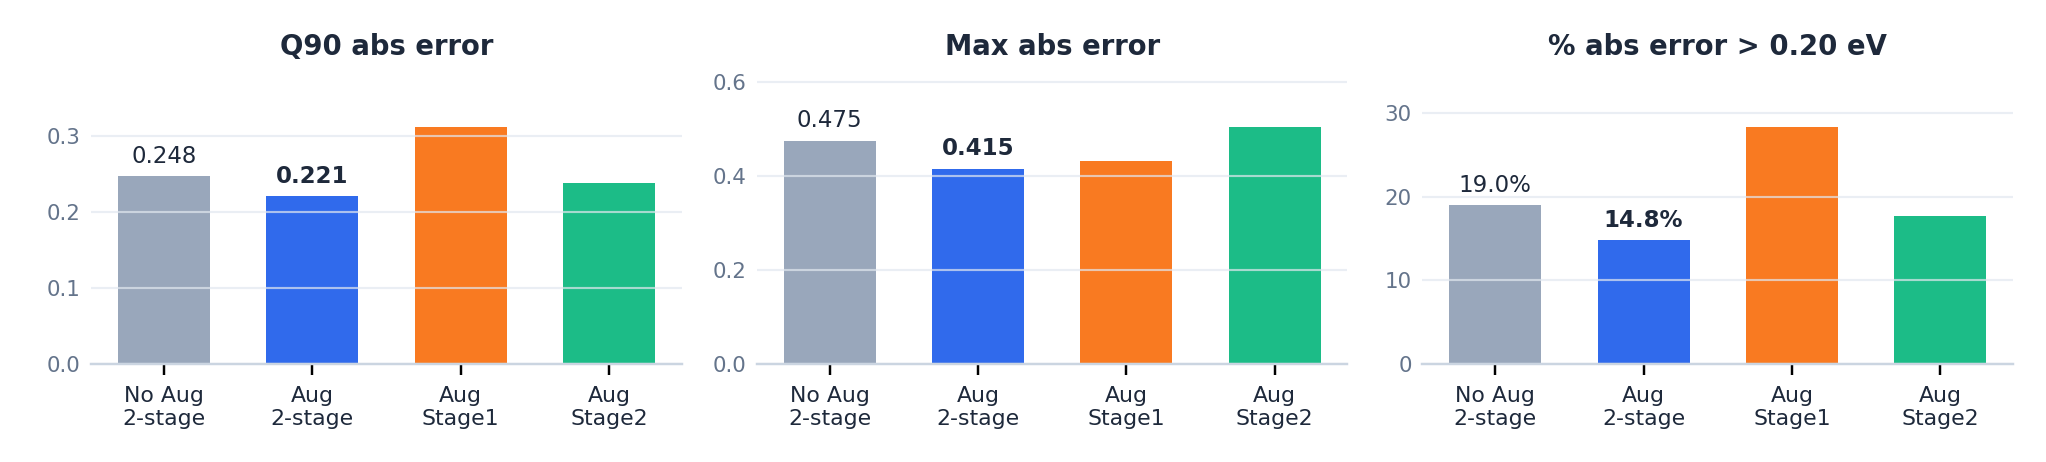 Q90 abs error
0.3
0.2
0.1
0.0
0.248
0.221
No Aug
2-stage
Aug
2-stage
Aug
Stage1
Aug
Stage2
Max abs error
0.6
0.4
0.2
0.0
0.475
0.415
No Aug
2-stage
Aug
2-stage
Aug
Stage1
Aug
Stage2
% abs error > 0.20 eV
30
20
10
0
19.0%
14.8%
No Aug
2-stage
Aug
2-stage
Aug
Stage1
Aug
Stage2